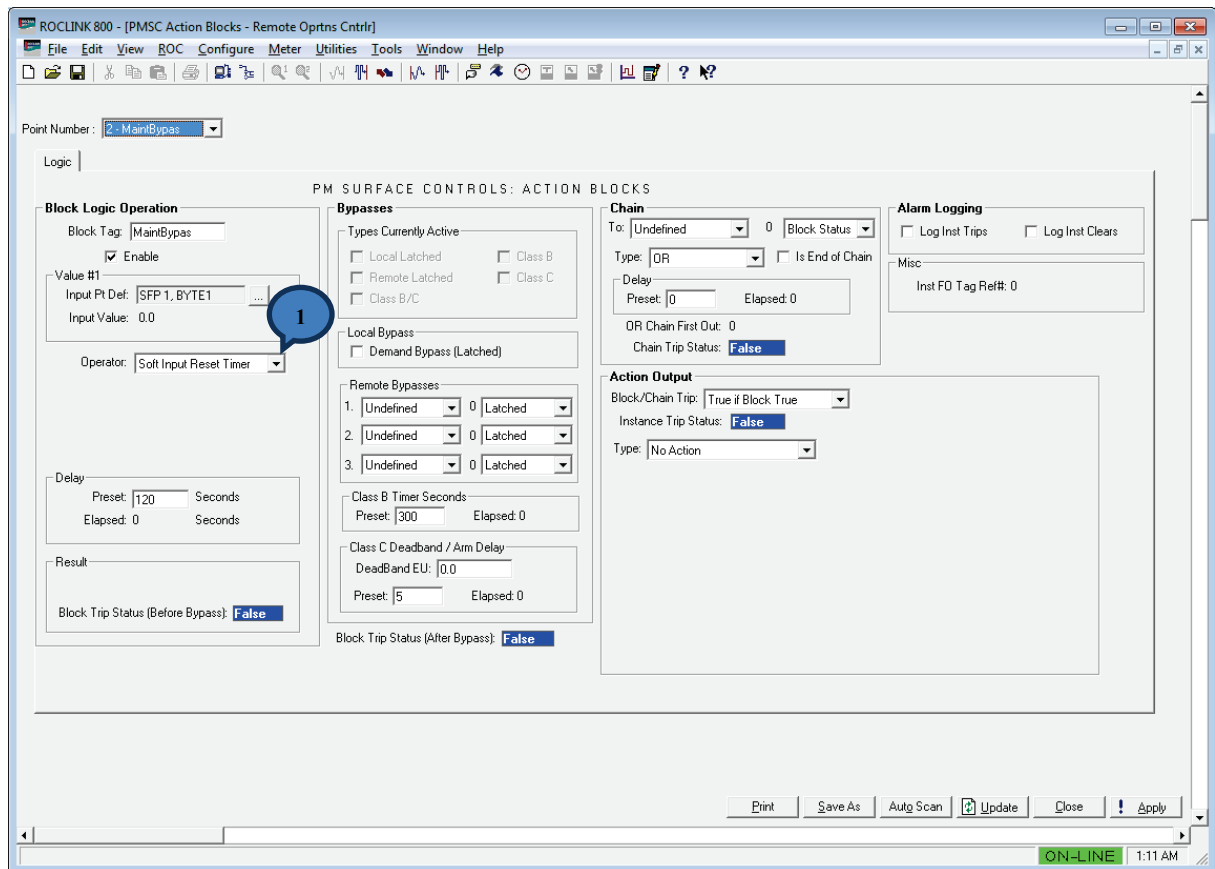 ROCLINK 800 - [PMSC Action Blocks - Remote Oprtns Cntrlr]
File Edit View ROC Configure Meter Utilities Tools Window Help
Point Number : 2 - MaintBypas
Logic
PM SURFACE CONTROLS: ACTION BLOCKS
Block Logic Operation
Block Tag: MaintBypas
Enable
Value #1
Input Pt Def: SFP 1, BYTE1 ...
Input Value: 0.0
1
Operator: Soft Input Reset Timer
Delay
Preset: 120 Seconds
Elapsed: 0 Seconds
Result
Block Trip Status (Before Bypass): False
Bypasses
Types Currently Active
Local Latched Class B
Remote Latched Class C
Class B/C
Local Bypass
Demand Bypass (Latched)
Remote Bypasses
1. Undefined 0 Latched
2. Undefined 0 Latched
3. Undefined 0 Latched
Class B Timer Seconds
Preset: 300 Elapsed: 0
Class C Deadband / Arm Delay
DeadBand EU: 0.0
Preset: 5 Elapsed: 0
Block Trip Status (After Bypass): False
Chain
To: Undefined 0 Block Status
Type: OR Is End of Chain
Delay
Preset: 0 Elapsed: 0
OR Chain First Out: 0
Chain Trip Status: False
Action Output
Block/Chain Trip: True if Block True
Instance Trip Status: False
Type: No Action
Alarm Logging
Log Inst Trips Log Inst Clears
Misc
Inst FO Tag Ref#: 0
Print Save As Auto Scan Update Close ! Apply
ON-LINE 1:11 AM